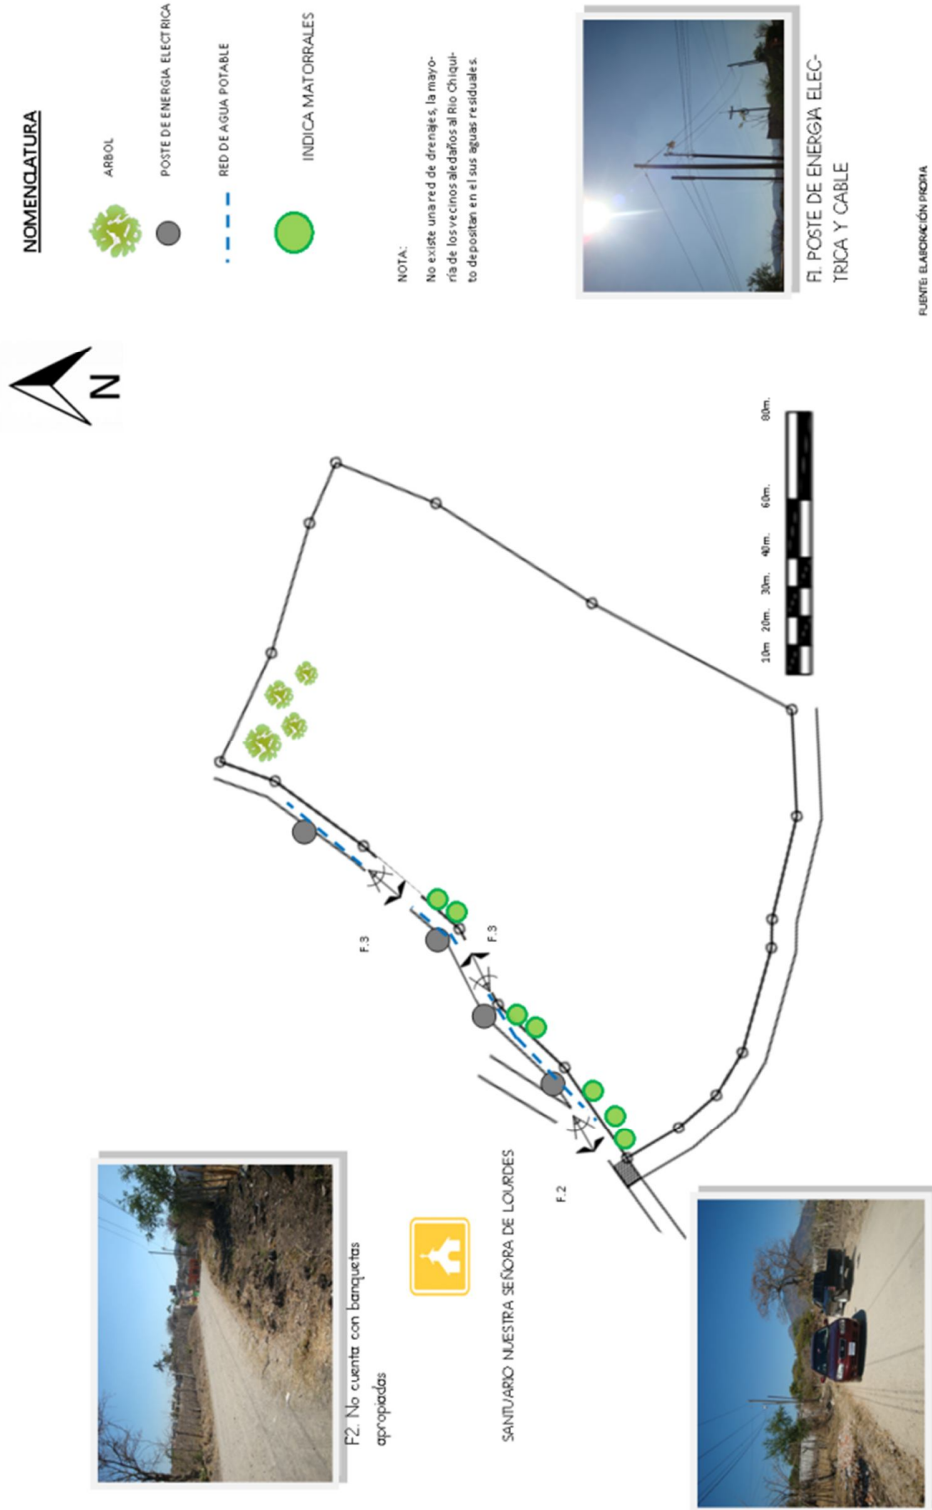 NOMENCLATURA
ARBOL
POSTE DE ENERGIA ELECTRICA
RED DE AGUA POTABLE
INDICA MATORRALES
NOTA:
No existe una red de drenajes, la mayo-
ría de los vecinos aledaños al Rio Chiqui-
to depositan en el sus aguas residuales.
F1. POSTE DE ENERGIA ELEC-
TRICA Y CABLE
FUENTE: ELABORACIÓN PROPIA
N
10m 20m. 30m. 40m. 60m. 80m.
F.3
F.3
F.2
F2. No cuenta con banquetas
apropiadas
SANTUARIO NUESTRA SEÑORA DE LOURDES